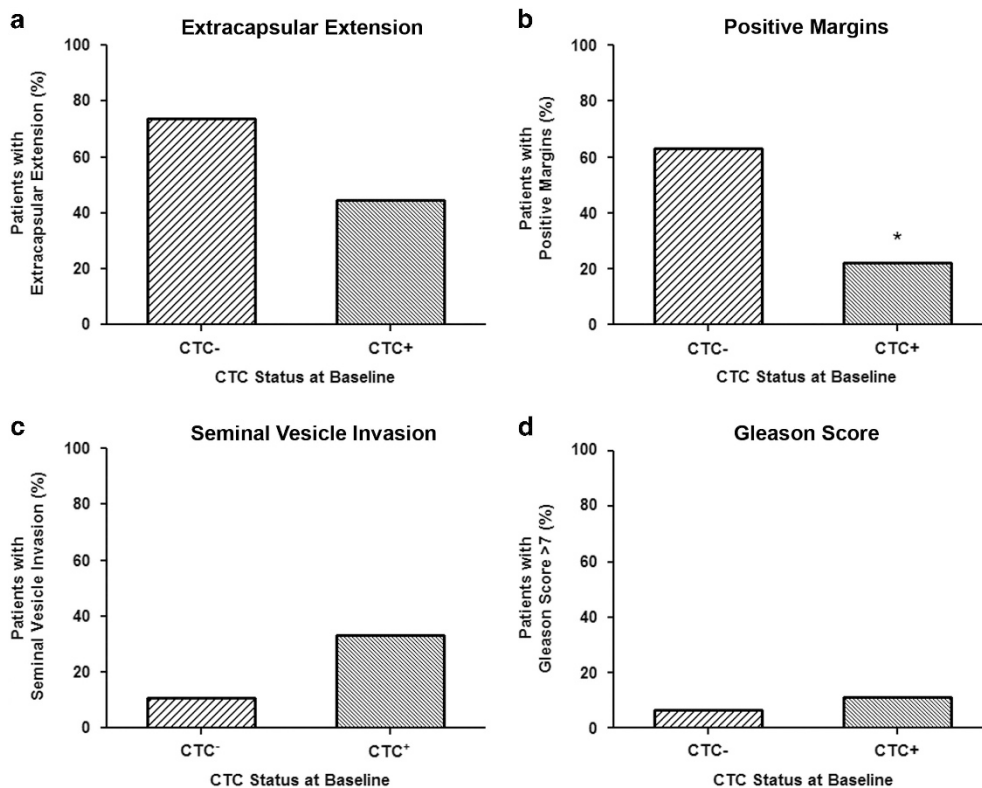 a
Extracapsular Extension
Patients with
Extracapsular Extension (%)
100
80
60
40
20
0
CTC-
CTC+
CTC Status at Baseline
b
Positive Margins
Patients with
Positive Margins (%)
100
80
60
40
20
0
*
CTC-
CTC+
CTC Status at Baseline
c
Seminal Vesicle Invasion
Patients with
Seminal Vesicle Invasion (%)
100
80
60
40
20
0
CTC⁻
CTC⁺
CTC Status at Baseline
d
Gleason Score
Patients with
Gleason Score >7 (%)
100
80
60
40
20
0
CTC-
CTC+
CTC Status at Baseline